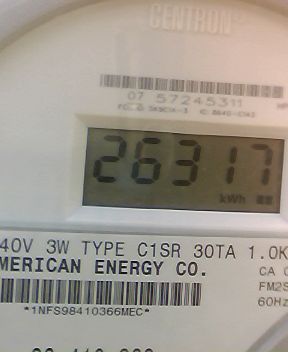 CENTRON
07 57245311
26317
kWh
40V 3W TYPE C1SR 30TA 1.0K
MERICAN ENERGY CO.
CA
FM2S
60Hz
*1NFS98410366MEC*